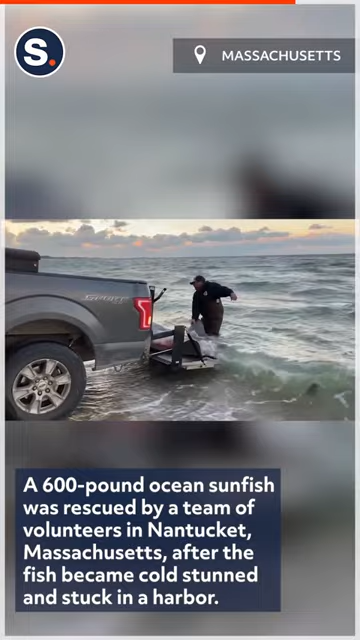 S.
MASSACHUSETTS
SPORT
A 600-pound ocean sunfish
was rescued by a team of
volunteers in Nantucket,
Massachusetts, after the
fish became cold stunned
and stuck in a harbor.